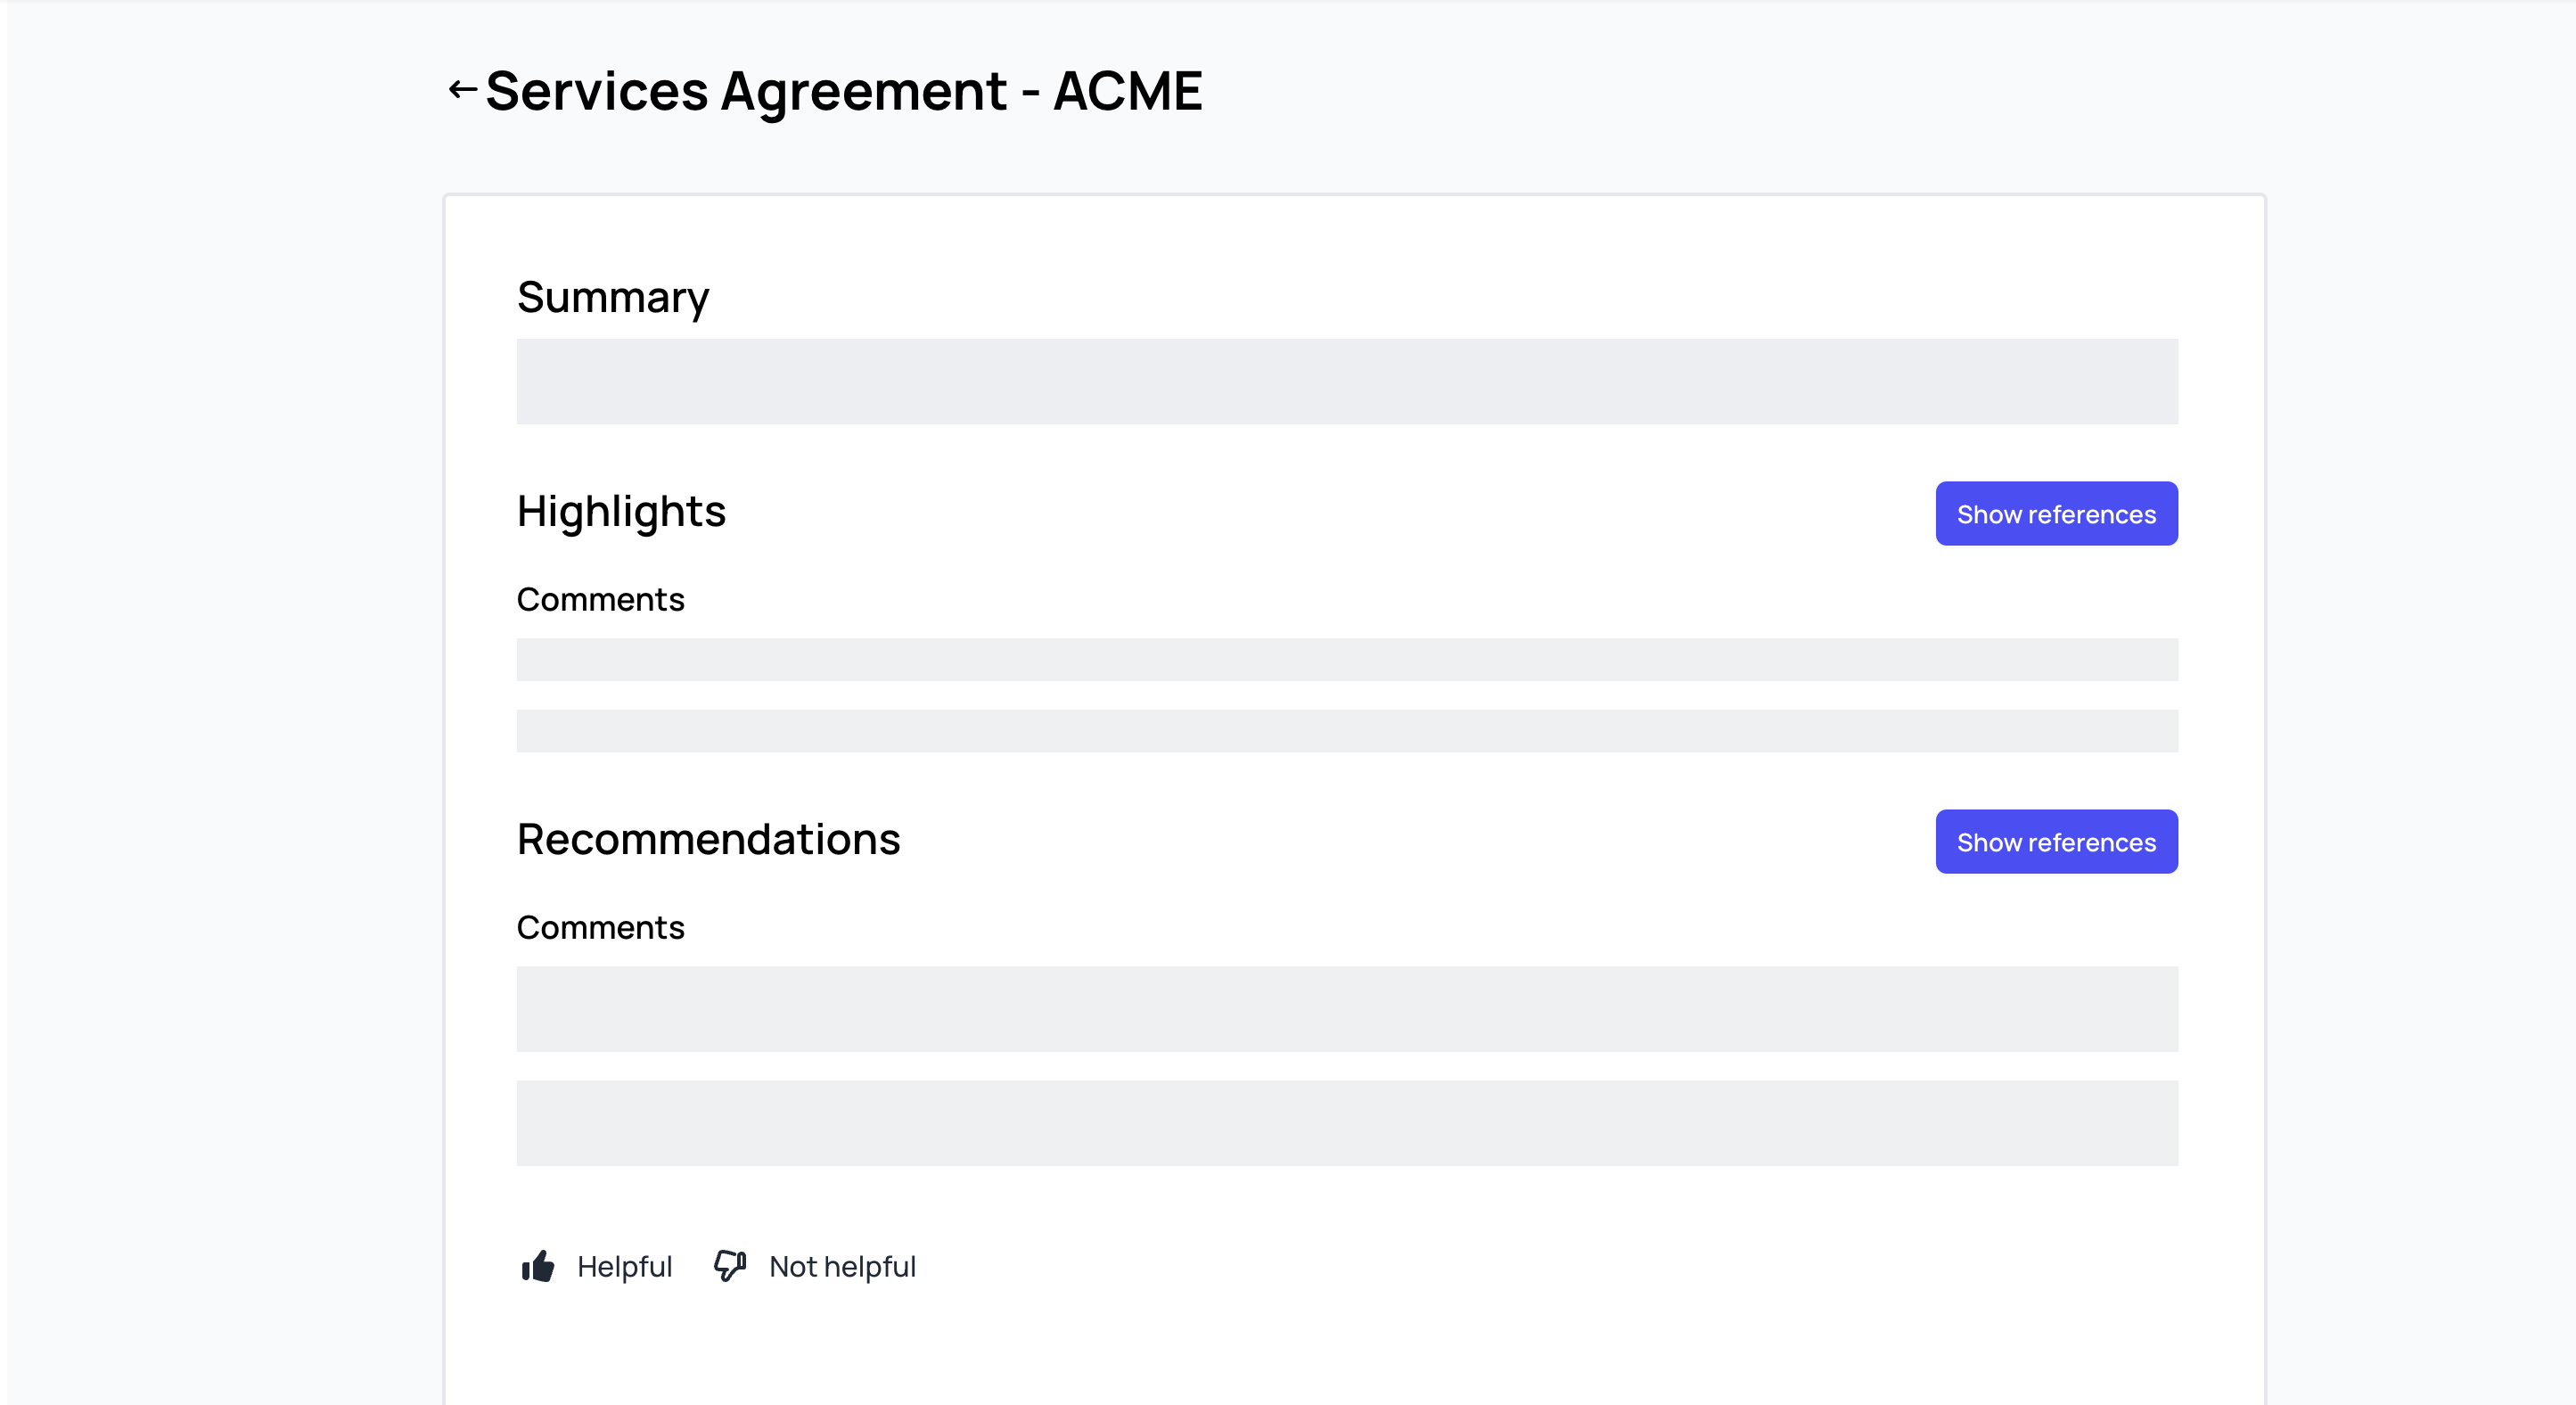 Services Agreement - ACME
Summary
Highlights
Show references
Comments
Recommendations
Show references
Comments
Helpful
Not helpful